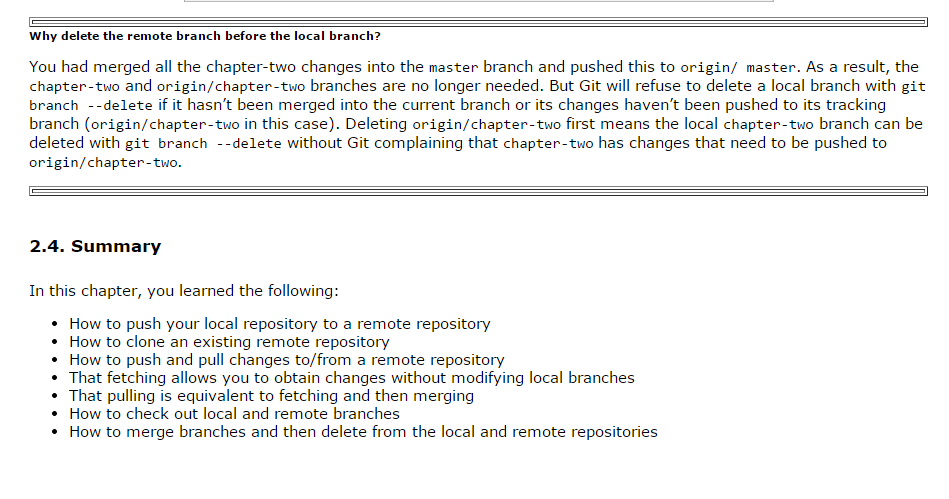 Why delete the remote branch before the local branch?
You had merged all the chapter-two changes into the master branch and pushed this to origin/ master. As a result, the
chapter-two and origin/chapter-two branches are no longer needed. But Git will refuse to delete a local branch with git
branch --delete if it hasn’t been merged into the current branch or its changes haven’t been pushed to its tracking
branch (origin/chapter-two in this case). Deleting origin/chapter-two first means the local chapter-two branch can be
deleted with git branch --delete without Git complaining that chapter-two has changes that need to be pushed to
origin/chapter-two.
2.4. Summary
In this chapter, you learned the following:
• How to push your local repository to a remote repository
• How to clone an existing remote repository
• How to push and pull changes to/from a remote repository
• That fetching allows you to obtain changes without modifying local branches
• That pulling is equivalent to fetching and then merging
• How to check out local and remote branches
• How to merge branches and then delete from the local and remote repositories